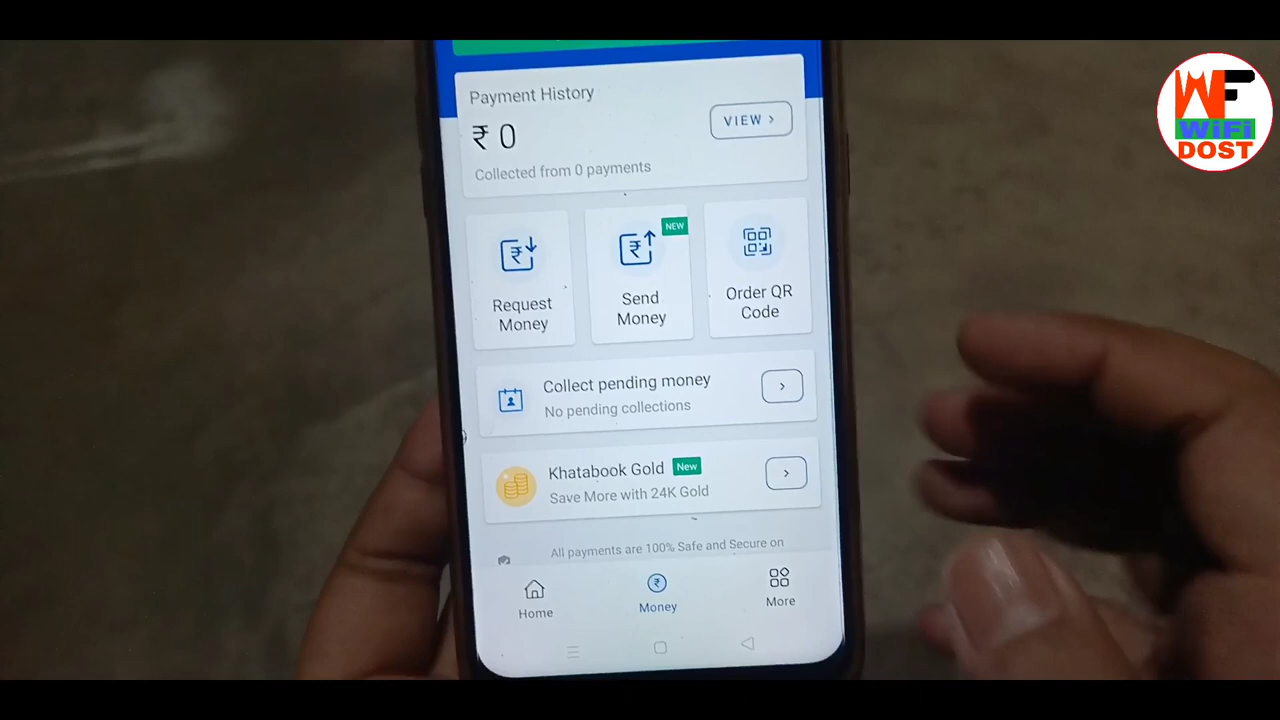 Payment History
₹ 0
VIEW >
Collected from 0 payments
Request
Money
NEW
Send
Money
Order QR
Code
Collect pending money
No pending collections
Khatabook Gold
New
Save More with 24K Gold
All payments are 100% Safe and Secure on
Home
Money
More
WF
WiFi
DOST